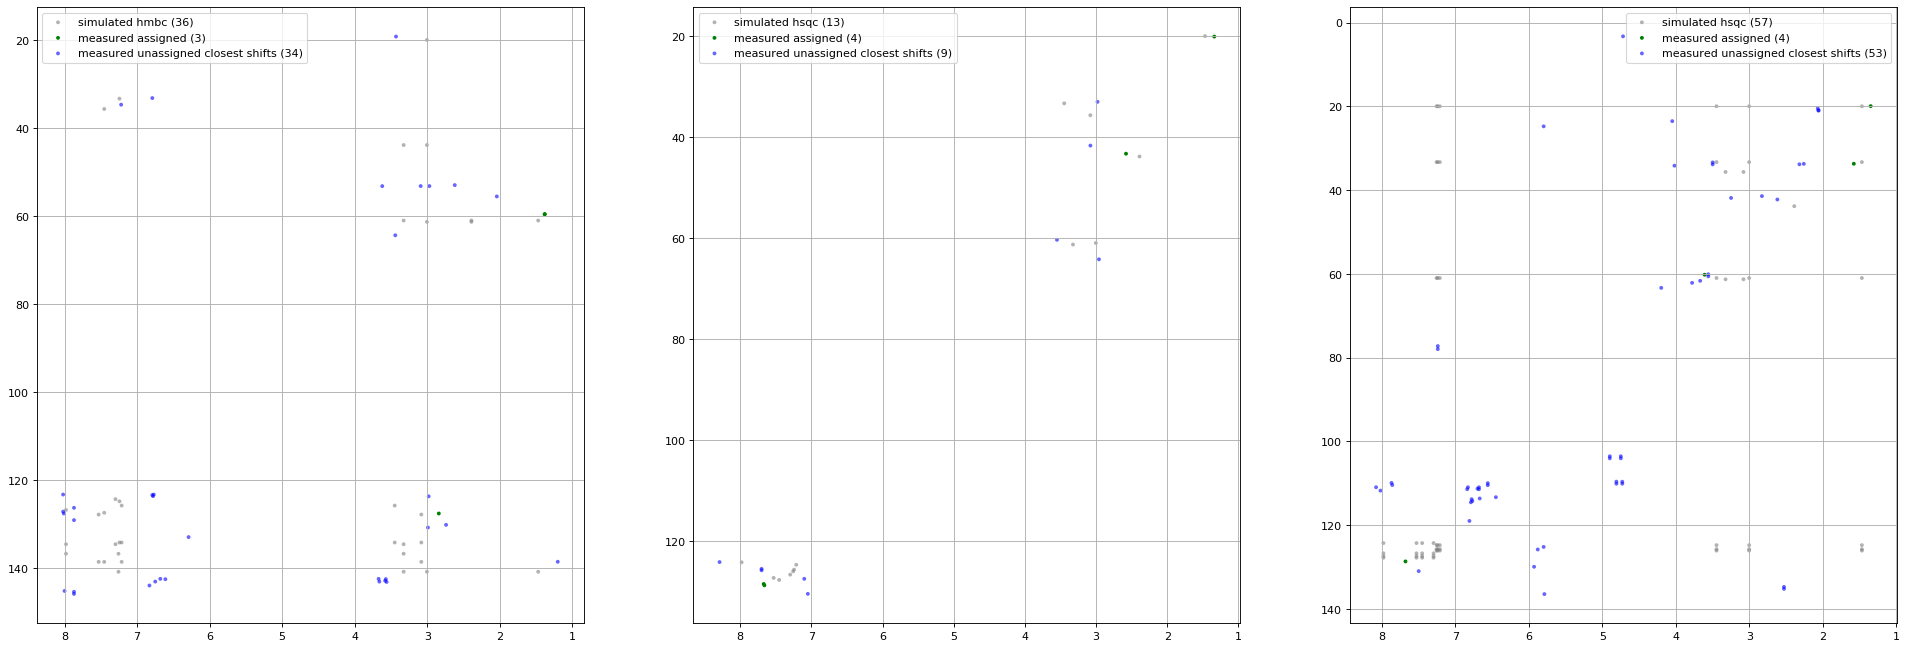 simulated hmbc (36)
measured assigned (3)
measured unassigned closest shifts (34)
20
40
60
80
100
120
140
8 7 6 5 4 3 2 1
simulated hsqc (13)
measured assigned (4)
measured unassigned closest shifts (9)
20
40
60
80
100
120
8 7 6 5 4 3 2 1
simulated hsqc (57)
measured assigned (4)
measured unassigned closest shifts (53)
0
20
40
60
80
100
120
140
8 7 6 5 4 3 2 1